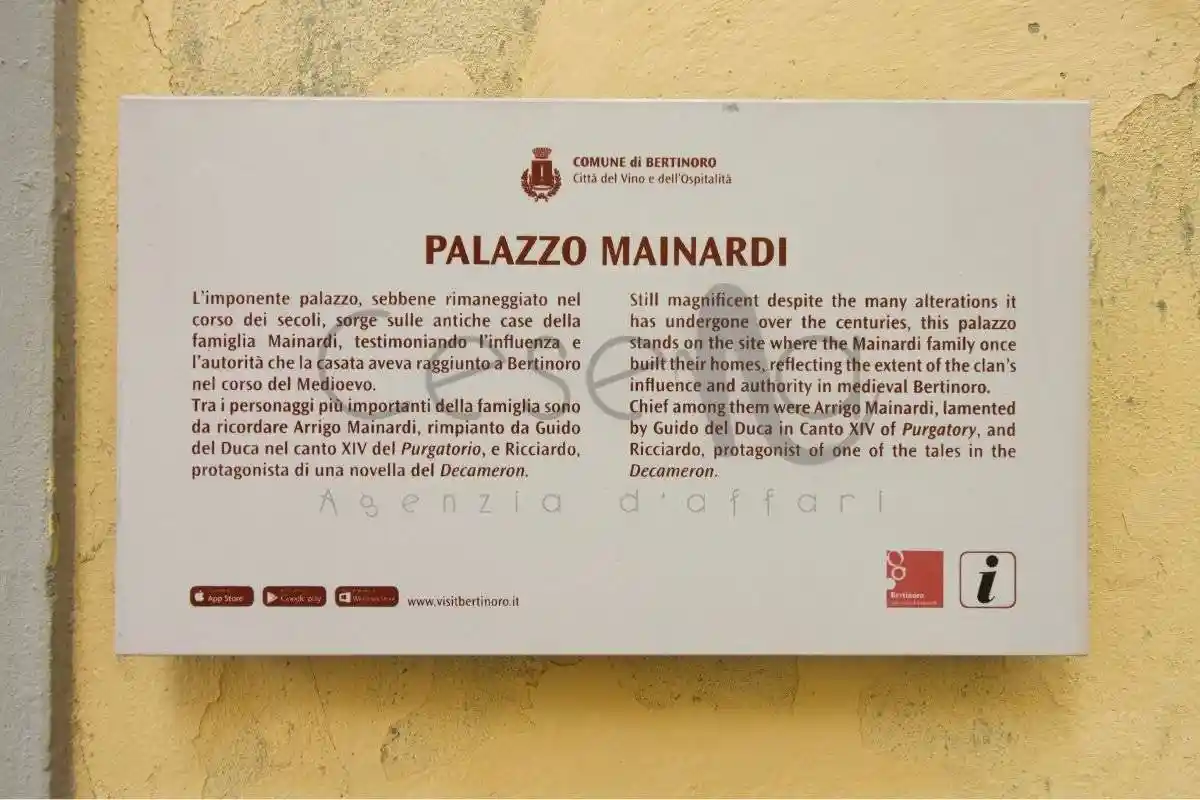 COMUNE di BERTINORO
Città del Vino e dell'Ospitalità
PALAZZO MAINARDI
L'imponente palazzo, sebbene rimaneggiato nel
corso dei secoli, sorge sulle antiche case della
famiglia Mainardi, testimoniando l'influenza e
l'autorità che la casata aveva raggiunto a Bertinoro
nel corso del Medioevo.
Tra i personaggi più importanti della famiglia sono
da ricordare Arrigo Mainardi, rimpianto da Guido
del Duca nel canto XIV del Purgatorio, e Ricciardo,
protagonista di una novella del Decameron.
Still magnificent despite the many alterations it
has undergone over the centuries, this palazzo
stands on the site where the Mainardi family once
built their homes, reflecting the extent of the clan's
influence and authority in medieval Bertinoro.
Chief among them were Arrigo Mainardi, lamented
by Guido del Duca in Canto XIV of Purgatory, and
Ricciardo, protagonist of one of the tales in the
Decameron.
Agenzia d'affari
App Store
Google play
www.visitbertinoro.it
Bertinoro
i